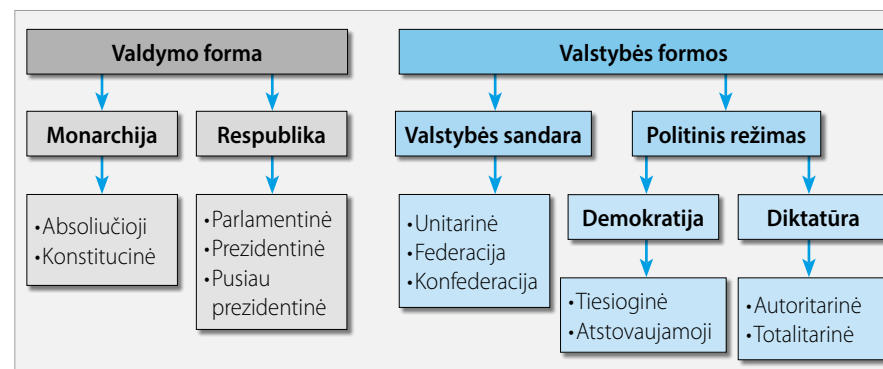 Valdymo forma
Monarchija
Respublika
•Absoliučioji
•Konstitucinė
•Parlamentinė
•Prezidentinė
•Pusiau
prezidentinė
Valstybės formos
Valstybės sandara
Politinis režimas
•Unitarinė
•Federacija
•Konfederacija
Demokratija
Diktatūra
•Tiesioginė
•Atstovaujamoji
•Autoritarinė
•Totalitarinė